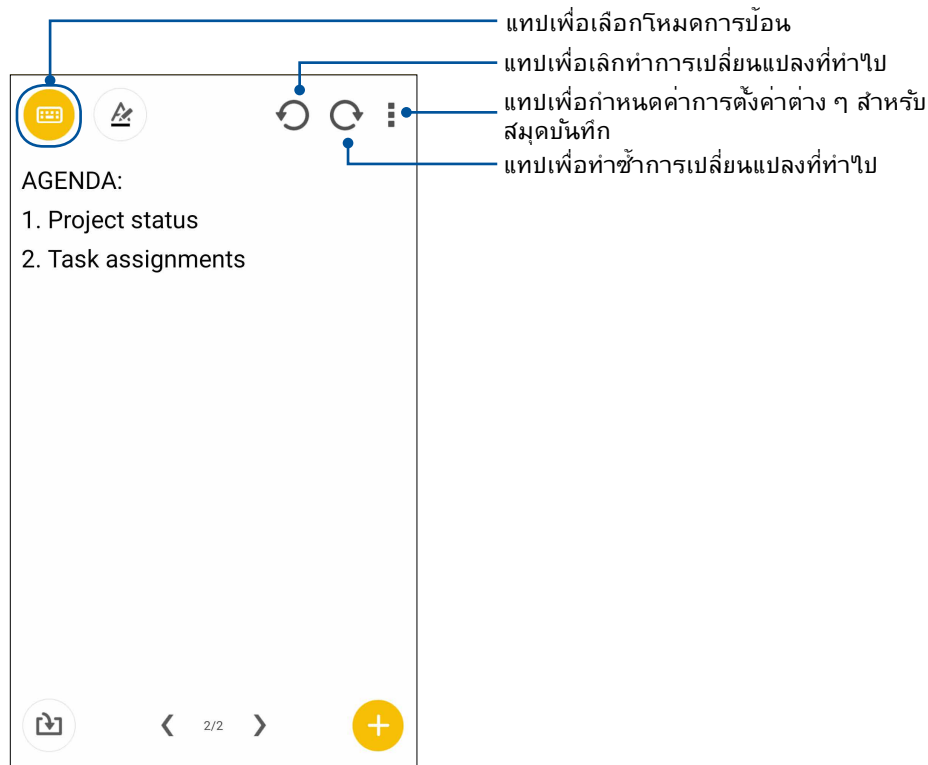 แทปเพื่อเลือกโหมดการป้อน
แทปเพื่อเลิกทำการเปลี่ยนแปลงที่ทำไป
แทปเพื่อกำหนดค่าการตั้งค่าต่าง ๆ สำหรับ
สมุดบันทึก
แทปเพื่อทำซ้ำการเปลี่ยนแปลงที่ทำไป
AGENDA:
1. Project status
2. Task assignments
2/2